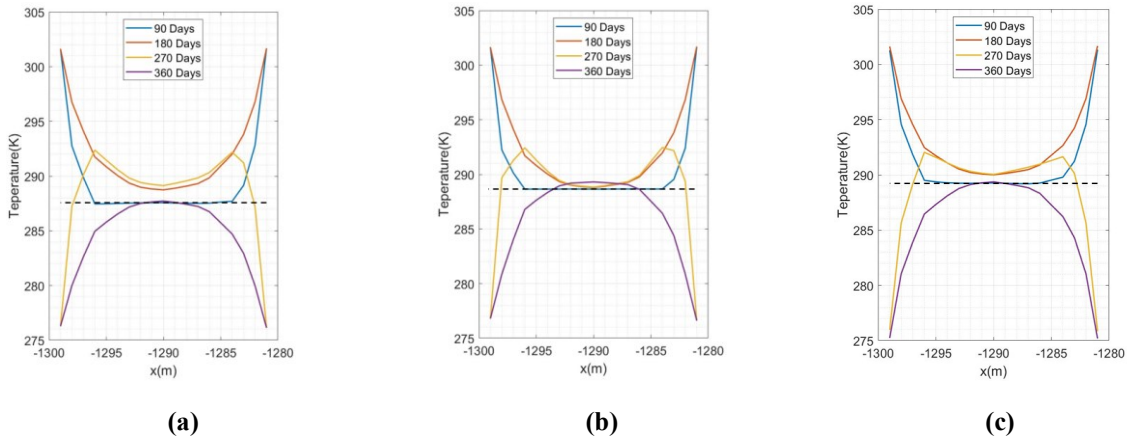 305
300
295
290
285
280
275
Teperature(K)
90 Days
180 Days
270 Days
360 Days
-1300
-1295
-1290
-1285
-1280
x(m)
(a)
305
300
295
290
285
280
275
Teperature(K)
90 Days
180 Days
270 Days
360 Days
-1300
-1295
-1290
-1285
-1280
x(m)
(b)
305
300
295
290
285
280
275
Teperature(K)
90 Days
180 Days
270 Days
360 Days
-1300
-1295
-1290
-1285
-1280
x(m)
(c)